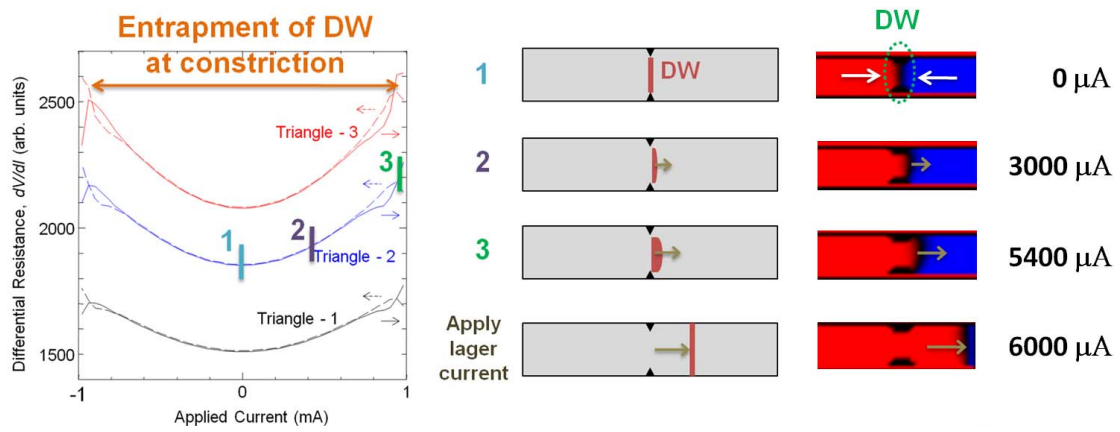 Entrapment of DW
at constriction
Differential Resistance, dV/dI (arb. units)
2500
2000
1500
Triangle - 3
3
1
2
Triangle - 2
Triangle - 1
-1
0
1
Applied Current (mA)
DW
1
DW
0 μA
2
3000 μA
3
5400 μA
Apply
lager
current
6000 μA